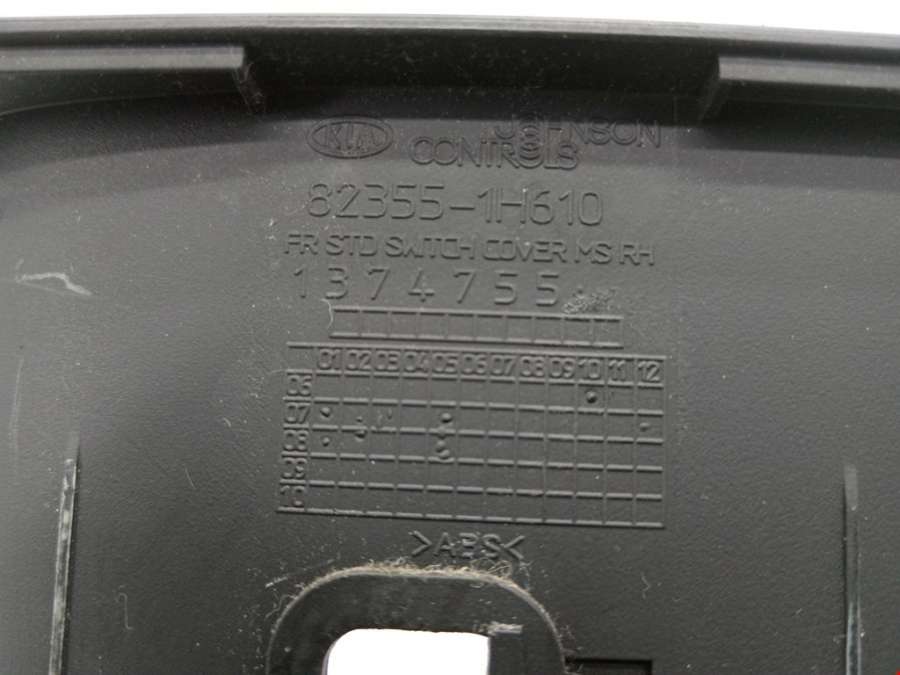 KIA JOHNSON
CONTROLS
82355-1H610
FR STD SWITCH COVER MS RH
1374755
01 02 03 04 05 06 07 08 09 10 11 12
06
07
08
09
10
>ABS<